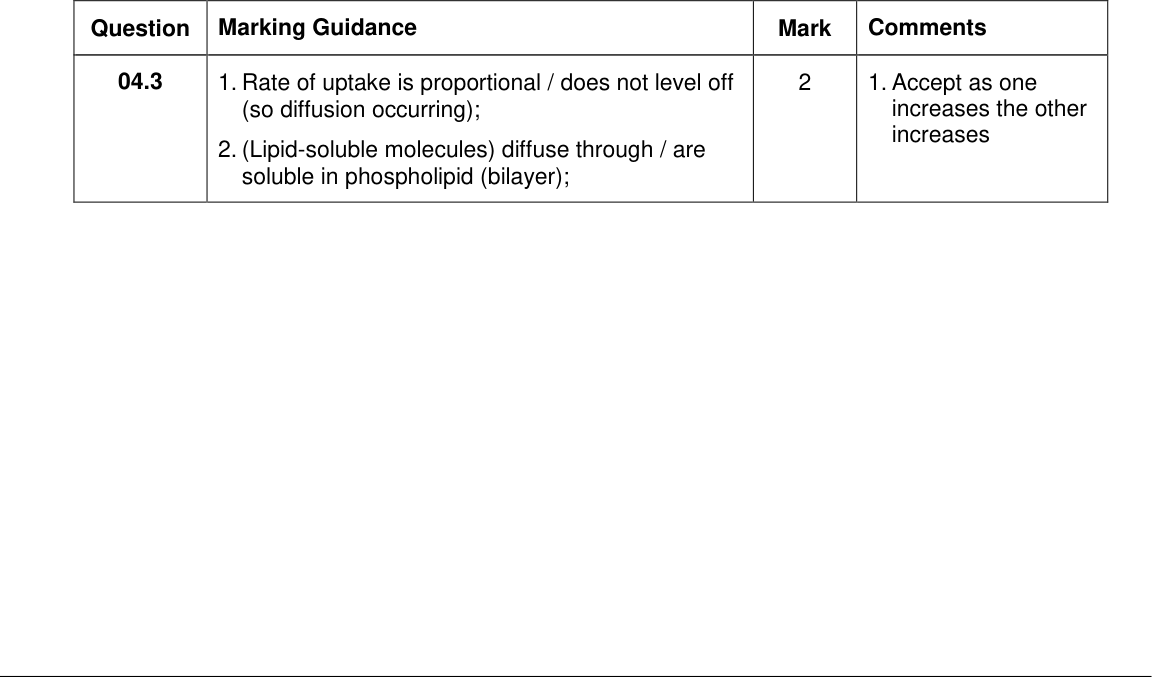 Question Marking Guidance Mark Comments
04.3 1. Rate of uptake is proportional / does not level off 2 1. Accept as one
(so diffusion occurring); increases the other
increases
2. (Lipid-soluble molecules) diffuse through / are
soluble in phospholipid (bilayer);